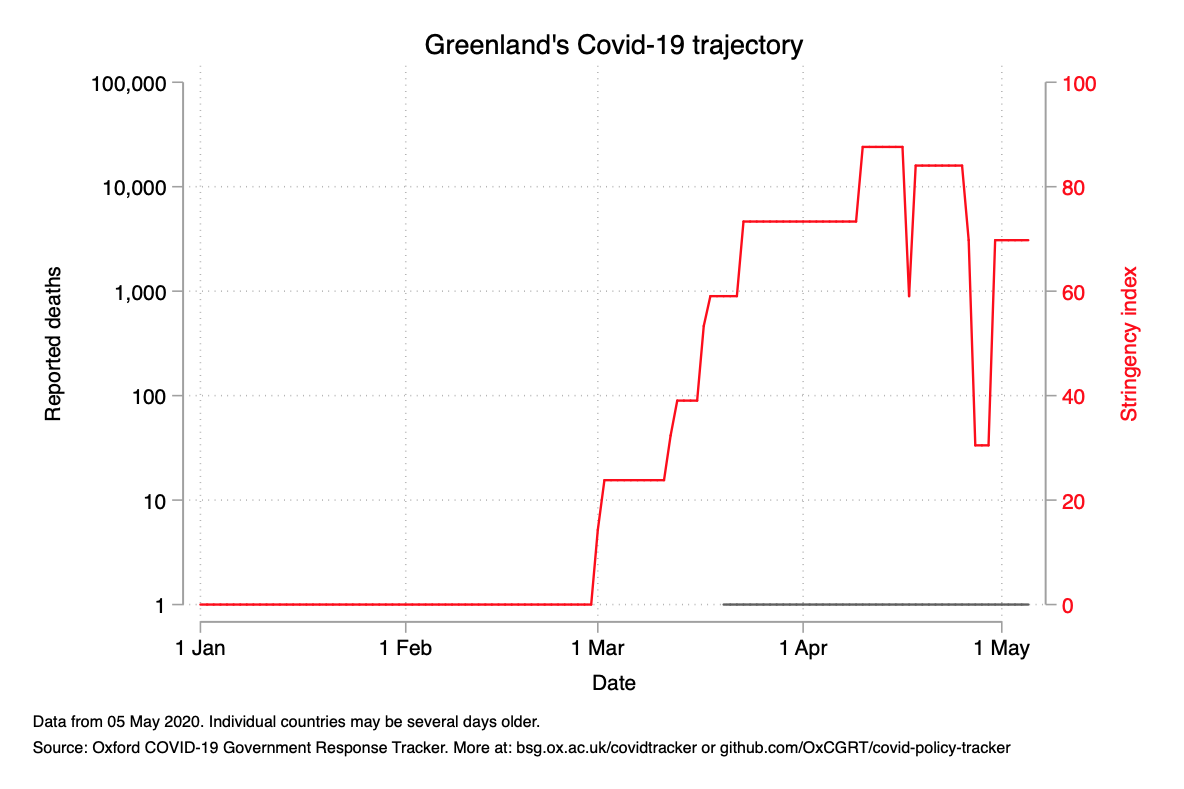 Greenland's Covid-19 trajectory
100,000
10,000
1,000
100
10
1
Reported deaths
100
80
60
40
20
0
Stringency index
1 Jan
1 Feb
1 Mar
1 Apr
1 May
Date
Data from 05 May 2020. Individual countries may be several days older.
Source: Oxford COVID-19 Government Response Tracker. More at: bsg.ox.ac.uk/covidtracker or github.com/OxCGRT/covid-policy-tracker